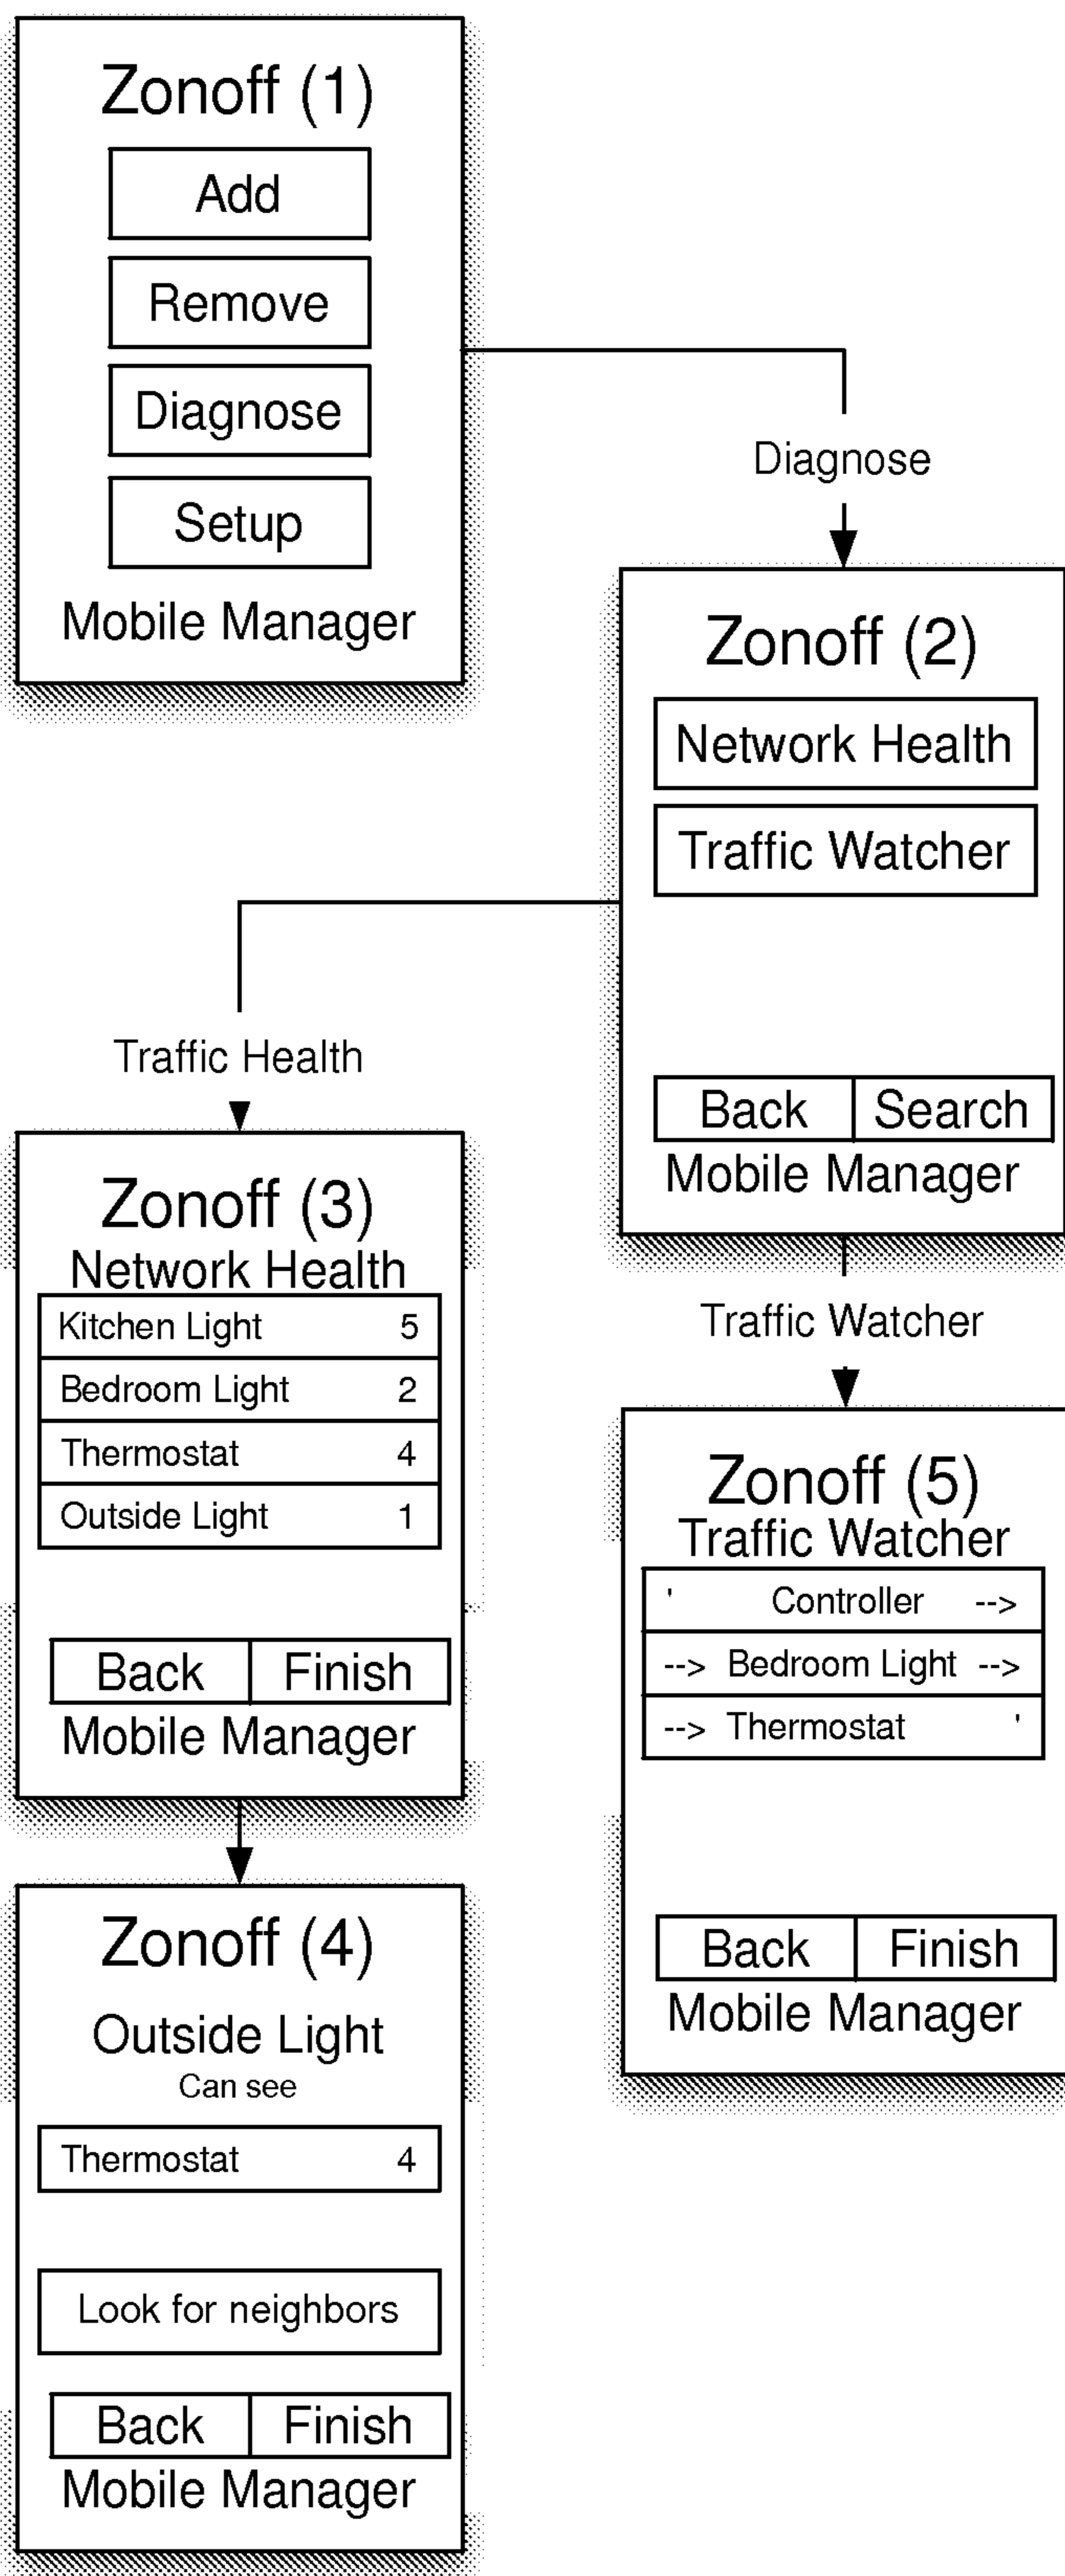 Zonoff (1)
Add
Remove
Diagnose
Setup
Mobile Manager
Diagnose
Zonoff (2)
Network Health
Traffic Watcher
Back Search
Mobile Manager
Traffic Health
Zonoff (3)
Network Health
Kitchen Light 5
Bedroom Light 2
Thermostat 4
Outside Light 1
Back Finish
Mobile Manager
Traffic Watcher
Zonoff (5)
Traffic Watcher
' Controller -->
--> Bedroom Light -->
--> Thermostat '
Back Finish
Mobile Manager
Zonoff (4)
Outside Light
Can see
Thermostat 4
Look for neighbors
Back Finish
Mobile Manager